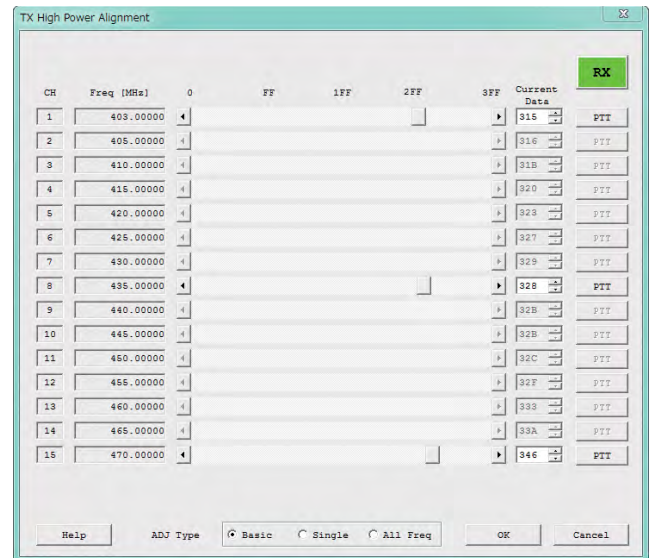 TX High Power Alignment
RX
CH Freq [MHz] 0 FF 1FF 2FF 3FF Current Data
1 403.00000 315 PTT
2 405.00000 316 PTT
3 410.00000 31B PTT
4 415.00000 320 PTT
5 420.00000 323 PTT
6 425.00000 327 PTT
7 430.00000 329 PTT
8 435.00000 328 PTT
9 440.00000 32B PTT
10 445.00000 32B PTT
11 450.00000 32C PTT
12 455.00000 32F PTT
13 460.00000 333 PTT
14 465.00000 33A PTT
15 470.00000 346 PTT
Help ADJ Type Basic Single All Freq OK Cancel